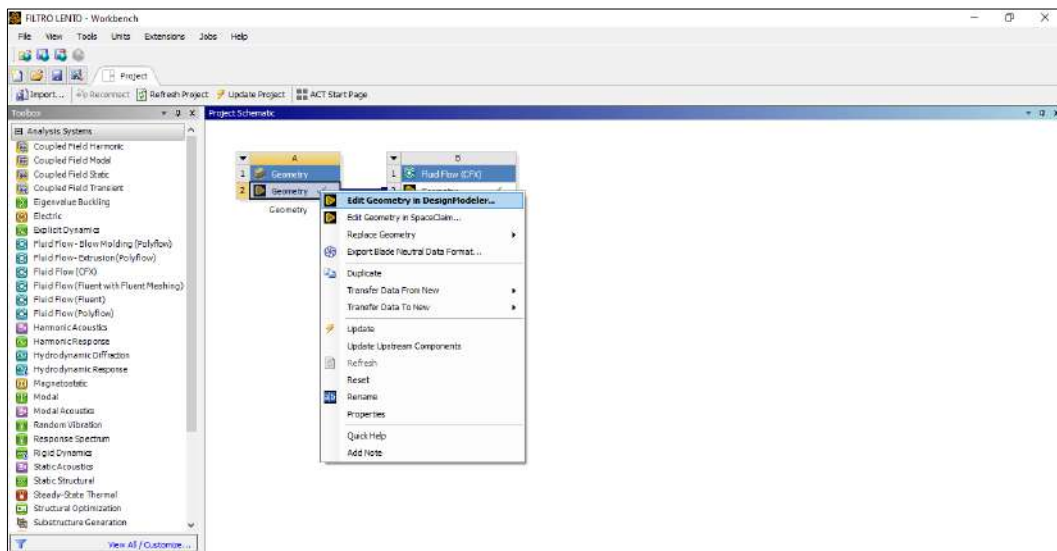 FILTRO LENTO - Workbench
File View Tools Units Extensions Jobs Help
Project
Import... Reconnect Refresh Project Update Project ACT Start Page
Toolbox
Project Schematic
Analysis Systems
Coupled Field Harmonic
Coupled Field Modal
Coupled Field Static
Coupled Field Transient
Eigenvalue Buckling
Electric
Explicit Dynamics
Fluid Flow - Blow Molding (Polyflow)
Fluid Flow - Extrusion (Polyflow)
Fluid Flow (CFX)
Fluid Flow (Fluent with Fluent Meshing)
Fluid Flow (Fluent)
Fluid Flow (Polyflow)
Harmonic Acoustics
Harmonic Response
Hydrodynamic Diffraction
Hydrodynamic Response
Magnetostatic
Modal
Modal Acoustics
Random Vibration
Response Spectrum
Rigid Dynamics
Static Acoustics
Static Structural
Steady-State Thermal
Structural Optimization
Substructure Generation
View All / Customize...
A
1 Geometry
2 Geometry
Geometry
B
1 Fluid Flow (CFX)
2 Geometry
Edit Geometry in DesignModeler...
Edit Geometry in SpaceClaim...
Replace Geometry
Export Blade Neutral Data Format...
Duplicate
Transfer Data From New
Transfer Data To New
Update
Update Upstream Components
Refresh
Reset
Rename
Properties
Quick Help
Add Note